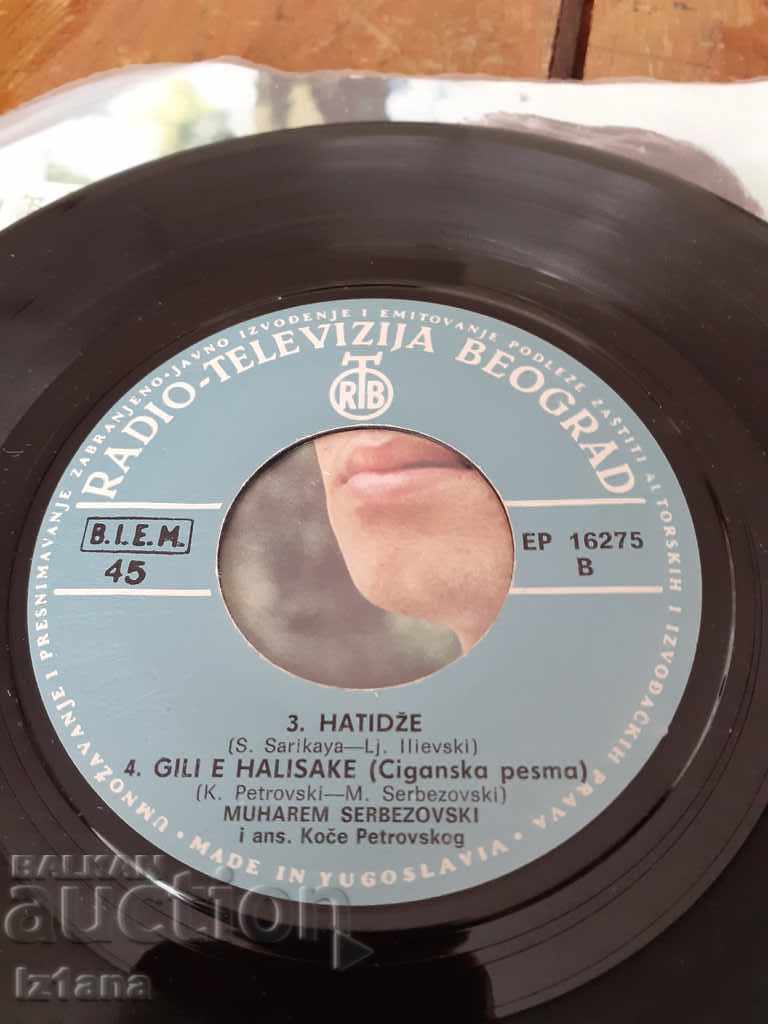 UMNOŽAVANJE I PRESNIMAVANJE ZABRANJENO·JAVNO IZVOĐENJE I EMITOVANJE PODLEŽE ZAŠTITI AUTORSKIH I IZVOĐAČKIH PRAVA·
RADIO-TELEVIZIJA BEOGRAD
RTB
B.I.E.M.
45
EP 16275
B
3. HATIDŽE
(S. Sarikaya—Lj. Ilievski)
4. GILI E HALISAKE (Ciganska pesma)
(K. Petrovski—M. Serbezovski)
MUHAREM SERBEZOVSKI
i ans. Koče Petrovskog
·MADE IN YUGOSLAVIA·
BALKAN
auction
Iz1ana